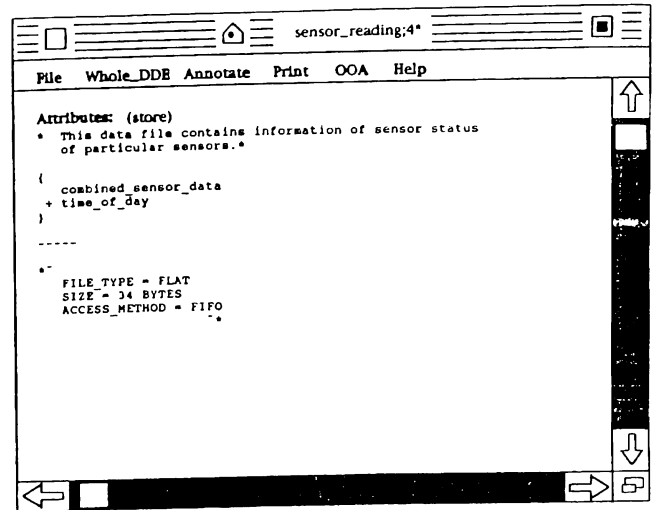 sensor_reading;4*
File Whole_DDE Annotate Print OOA Help
Attributes: (store)
* This data file contains information of sensor status
of particular sensors.*
{
combined_sensor_data
+ time_of_day
}
-----
*-
FILE_TYPE = FLAT
SIZE = 34 BYTES
ACCESS_METHOD = FIFO
-*